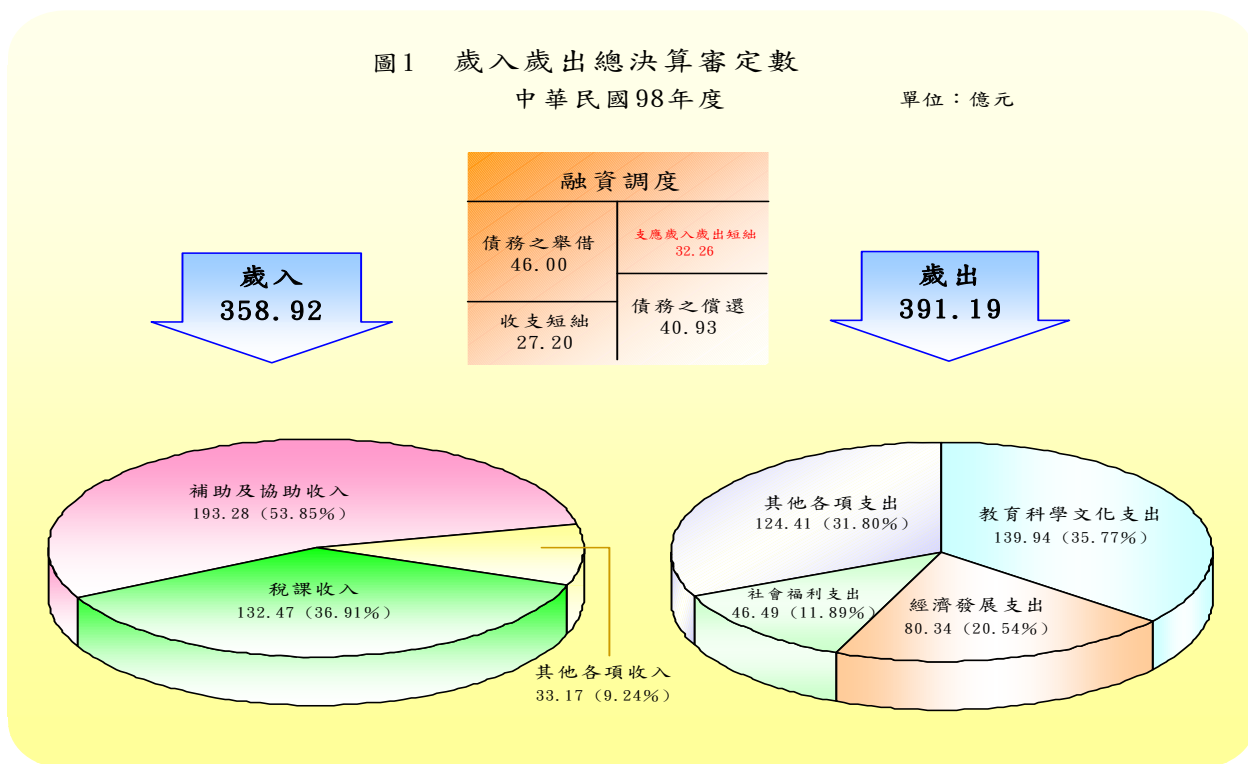 圖1 歲入歲出總決算審定數
中華民國98年度
單位：億元
融資調度
債務之舉借
46.00
支應歲入歲出短絀
32.26
收支短絀
27.20
債務之償還
40.93
歲入
358.92
歲出
391.19
補助及協助收入
193.28 (53.85%)
稅課收入
132.47 (36.91%)
其他各項收入
33.17 (9.24%)
其他各項支出
124.41 (31.80%)
教育科學文化支出
139.94 (35.77%)
社會福利支出
46.49 (11.89%)
經濟發展支出
80.34 (20.54%)